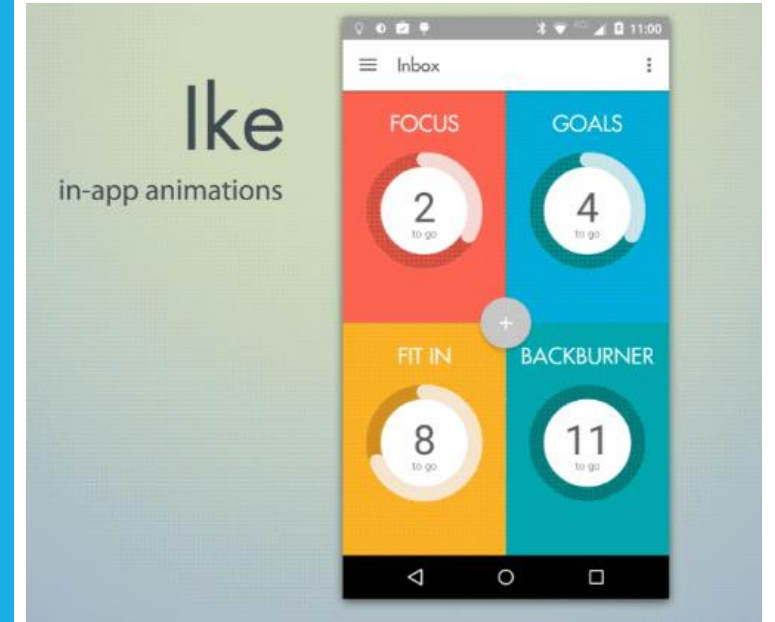 Ike
in-app animations
4G 11:00
Inbox
FOCUS
2
to go
GOALS
4
to go
+
FIT IN
8
to go
BACKBURNER
11
to go